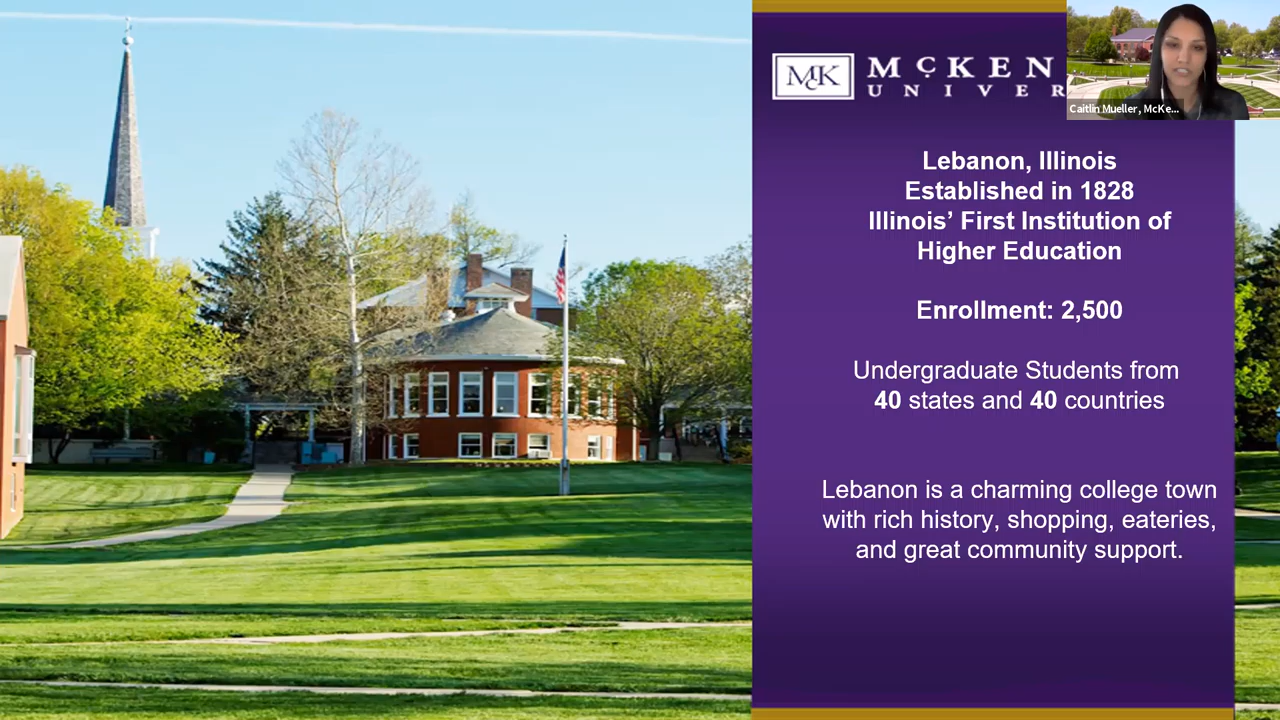 McK
McKEN
UNIVER
Caitlin Mueller, McKe...
Lebanon, Illinois
Established in 1828
Illinois’ First Institution of
Higher Education
Enrollment: 2,500
Undergraduate Students from
40 states and 40 countries
Lebanon is a charming college town
with rich history, shopping, eateries,
and great community support.